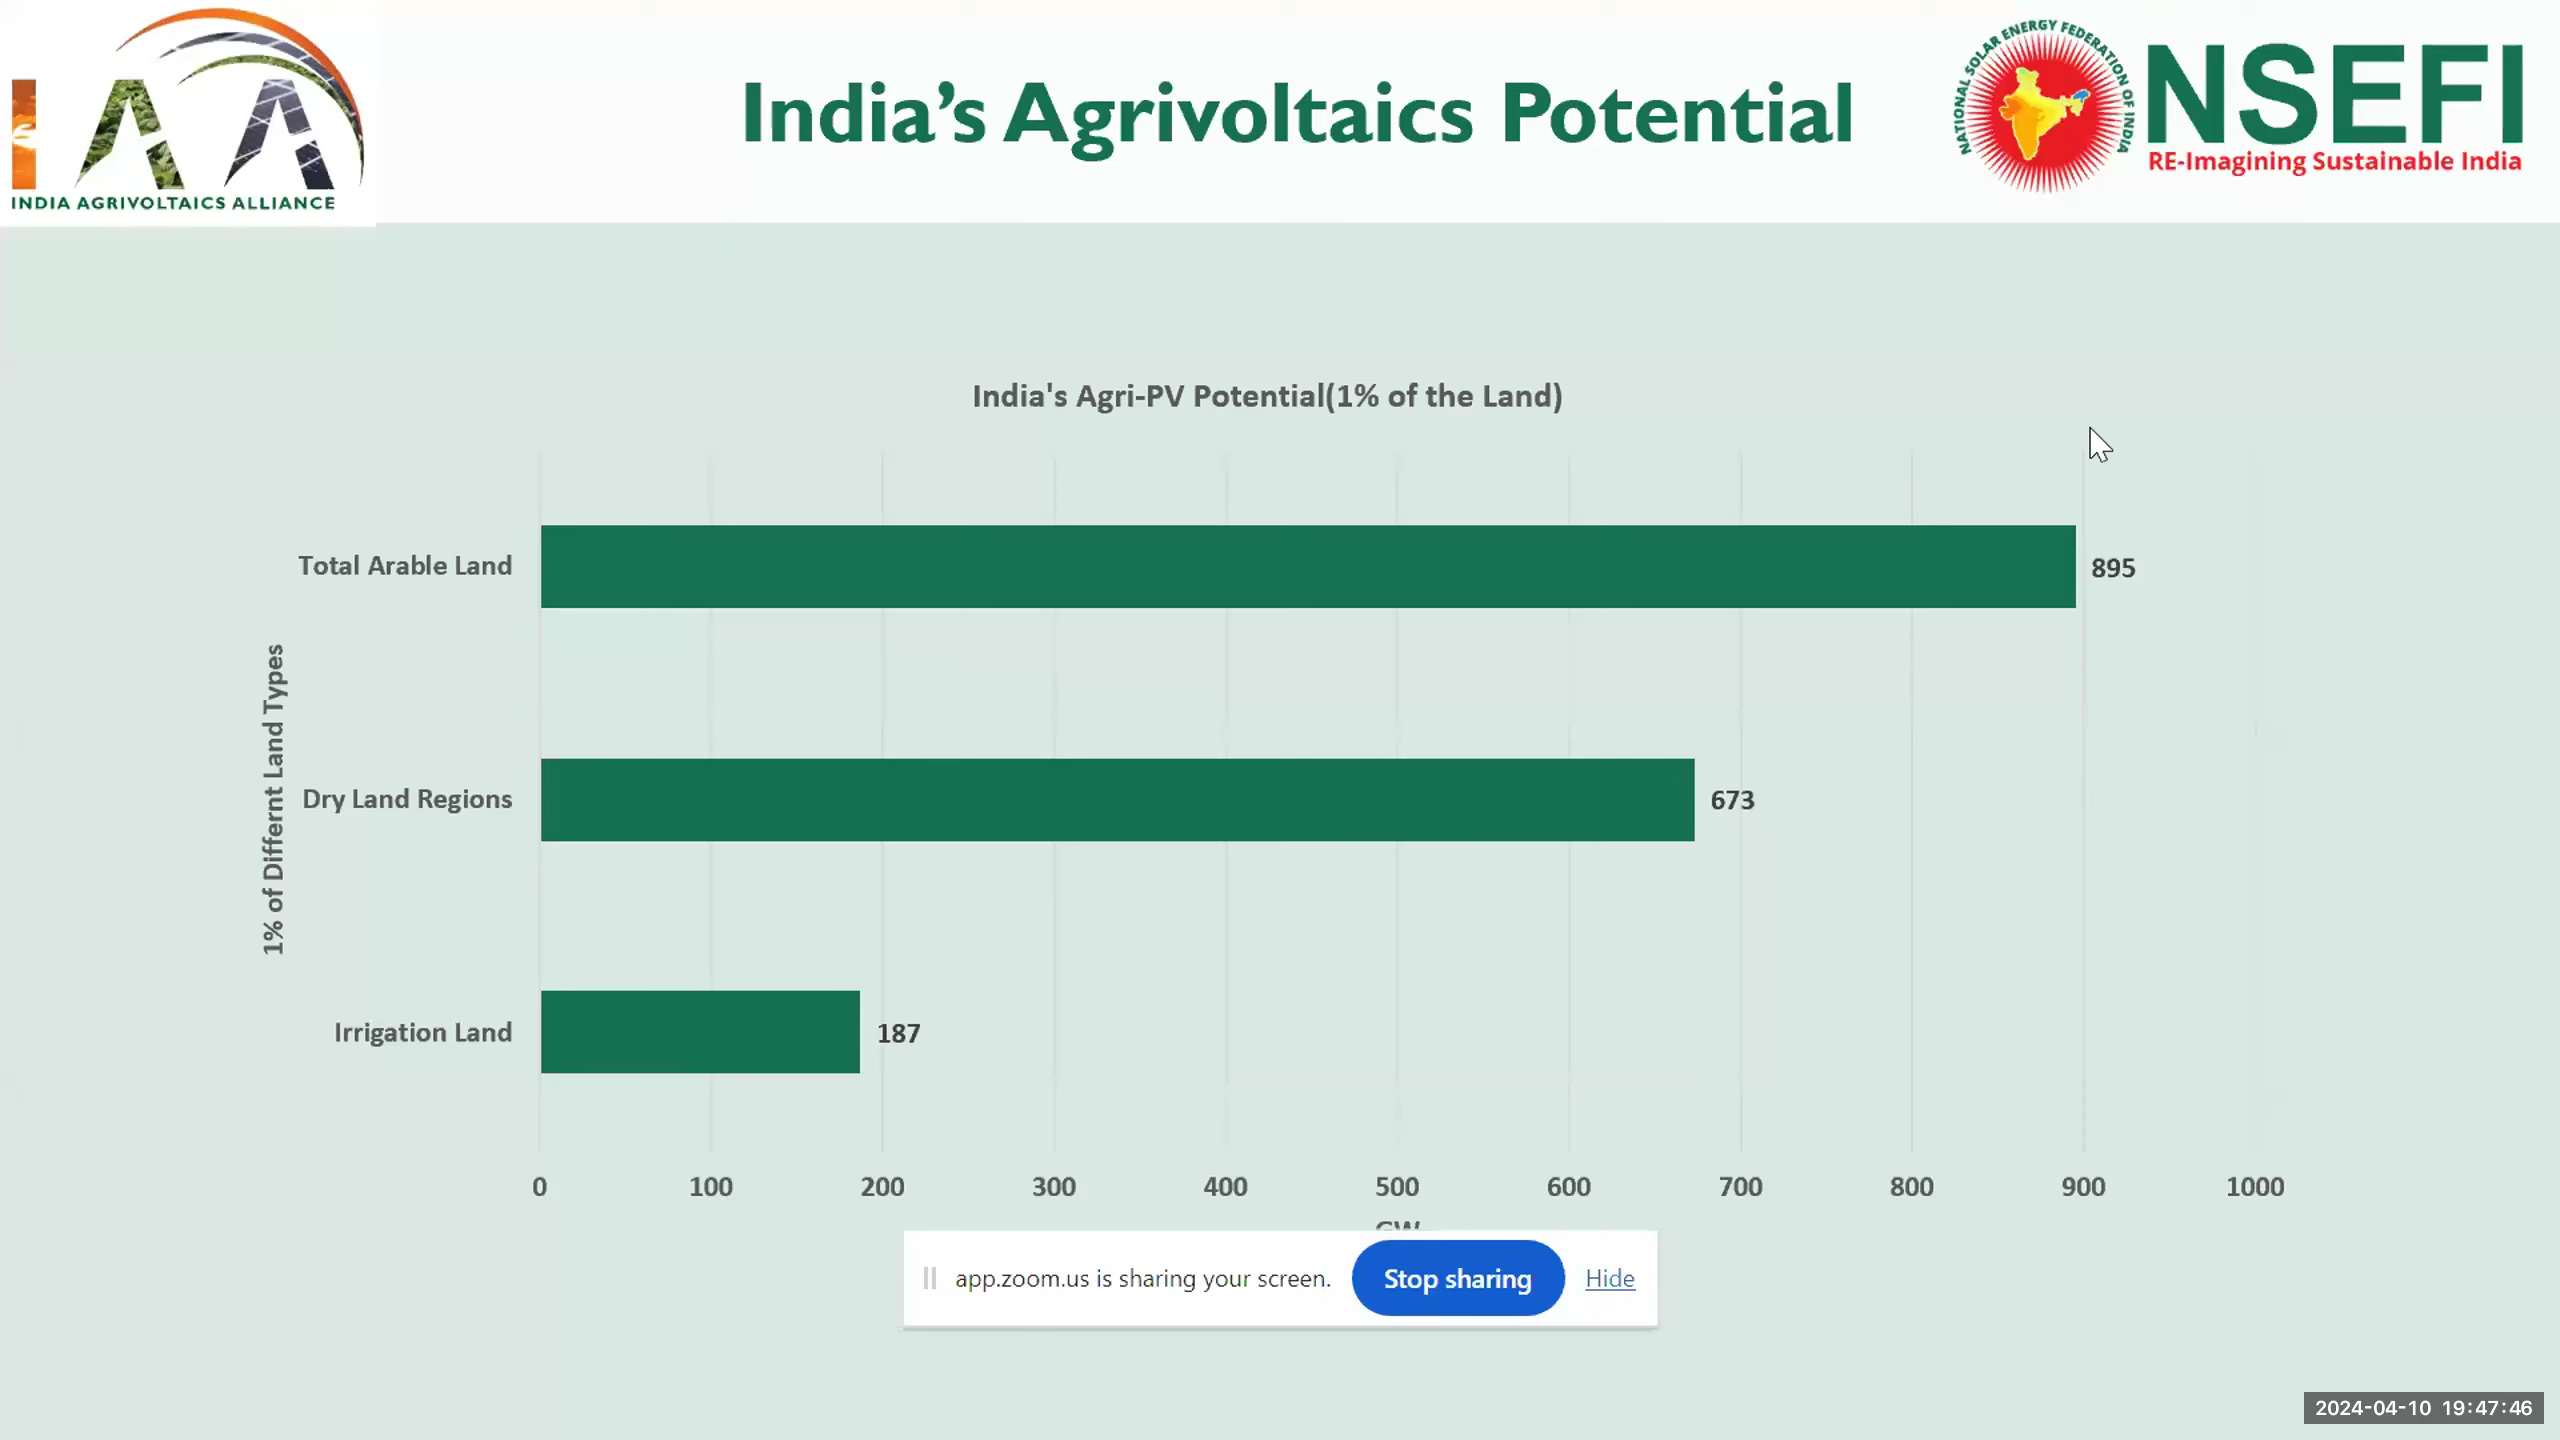 IAA
INDIA AGRIVOLTAICS ALLIANCE
India’s Agrivoltaics Potential
NATIONAL SOLAR ENERGY FEDERATION OF INDIA
NSEFI
RE-Imagining Sustainable India
India's Agri-PV Potential(1% of the Land)
1% of Differnt Land Types
Total Arable Land
895
Dry Land Regions
673
Irrigation Land
187
0 100 200 300 400 500 600 700 800 900 1000
GW
app.zoom.us is sharing your screen.
Stop sharing
Hide
2024-04-10 19:47:46